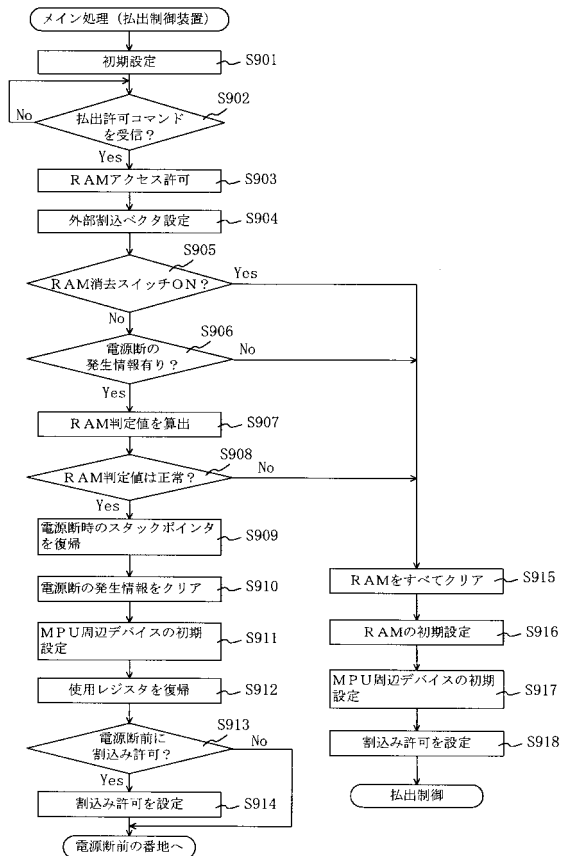 メイン処理（払出制御装置）
初期設定
S901
S902
払出許可コマンド
を受信？
No
Yes
ＲＡＭアクセス許可
S903
外部割込ベクタ設定
S904
S905
ＲＡＭ消去スイッチＯＮ？
Yes
No
S906
電源断の
発生情報有り？
No
Yes
ＲＡＭ判定値を算出
S907
S908
ＲＡＭ判定値は正常？
No
Yes
電源断時のスタックポインタ
を復帰
S909
電源断の発生情報をクリア
S910
ＭＰＵ周辺デバイスの初期
設定
S911
使用レジスタを復帰
S912
S913
電源断前に
割込み許可？
No
Yes
割込み許可を設定
S914
電源断前の番地へ
ＲＡＭをすべてクリア
S915
ＲＡＭの初期設定
S916
ＭＰＵ周辺デバイスの初期
設定
S917
割込み許可を設定
S918
払出制御